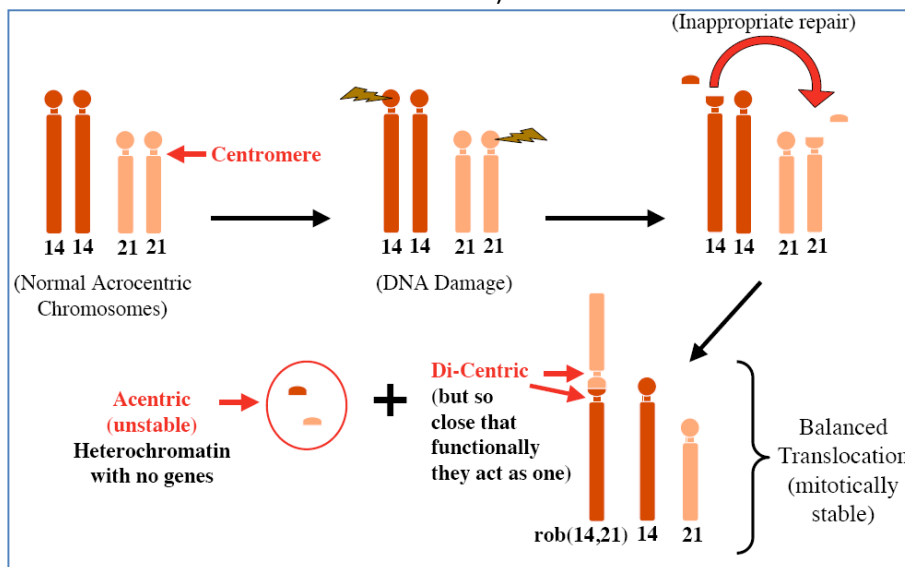 (Inappropriate repair)
Centromere
14 14 21 21
14 14 21 21
14 14 21 21
(Normal Acrocentric
Chromosomes)
(DNA Damage)
Acentric
(unstable)
Heterochromatin
with no genes
+
Di-Centric
(but so
close that
functionally
they act as one)
rob(14,21) 14 21
Balanced
Translocation
(mitotically
stable)